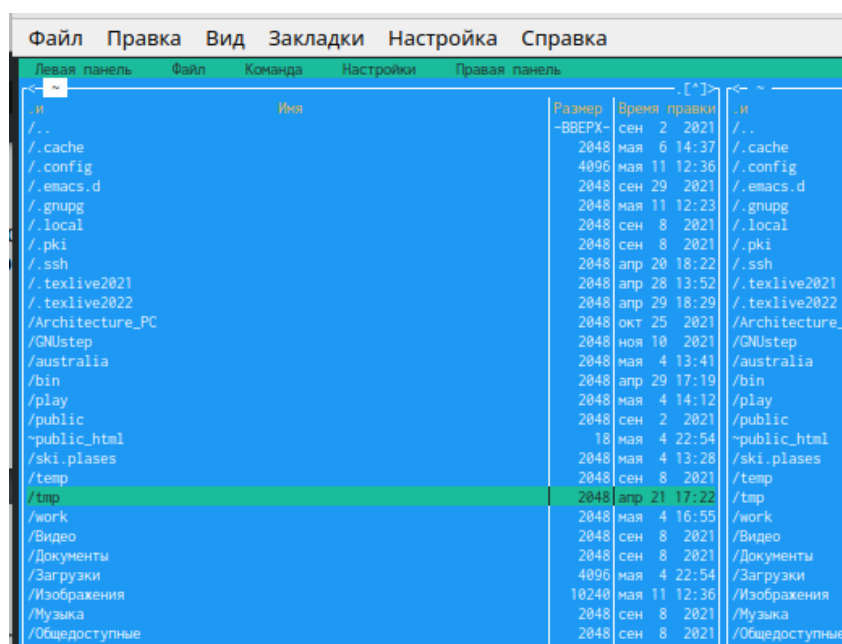 Файл Правка Вид Закладки Настройка Справка
Левая панель Файл Команда Настройки Правая панель
<- ~ .[^]> <- ~
.и Имя Размер Время правки .и
/.. -ВВЕРХ- сен 2 2021 /..
/.cache 2048 мая 6 14:37 /.cache
/.config 4096 мая 11 12:36 /.config
/.emacs.d 2048 сен 29 2021 /.emacs.d
/.gnupg 2048 мая 11 12:23 /.gnupg
/.local 2048 сен 8 2021 /.local
/.pki 2048 сен 8 2021 /.pki
/.ssh 2048 апр 20 18:22 /.ssh
/.texlive2021 2048 апр 28 13:52 /.texlive2021
/.texlive2022 2048 апр 29 18:29 /.texlive2022
/Architecture_PC 2048 окт 25 2021 /Architecture_
/GNUstep 2048 ноя 10 2021 /GNUstep
/australia 2048 мая 4 13:41 /australia
/bin 2048 апр 29 17:19 /bin
/play 2048 мая 4 14:12 /play
/public 2048 сен 2 2021 /public
~public_html 18 мая 4 22:54 ~public_html
/ski.plases 2048 мая 4 13:28 /ski.plases
/temp 2048 сен 8 2021 /temp
/tmp 2048 апр 21 17:22 /tmp
/work 2048 мая 4 16:55 /work
/Видео 2048 сен 8 2021 /Видео
/Документы 2048 сен 8 2021 /Документы
/Загрузки 4096 мая 4 22:54 /Загрузки
/Изображения 10240 мая 11 12:36 /Изображения
/Музыка 2048 сен 8 2021 /Музыка
/Общедоступные 2048 сен 8 2021 /Общедоступные